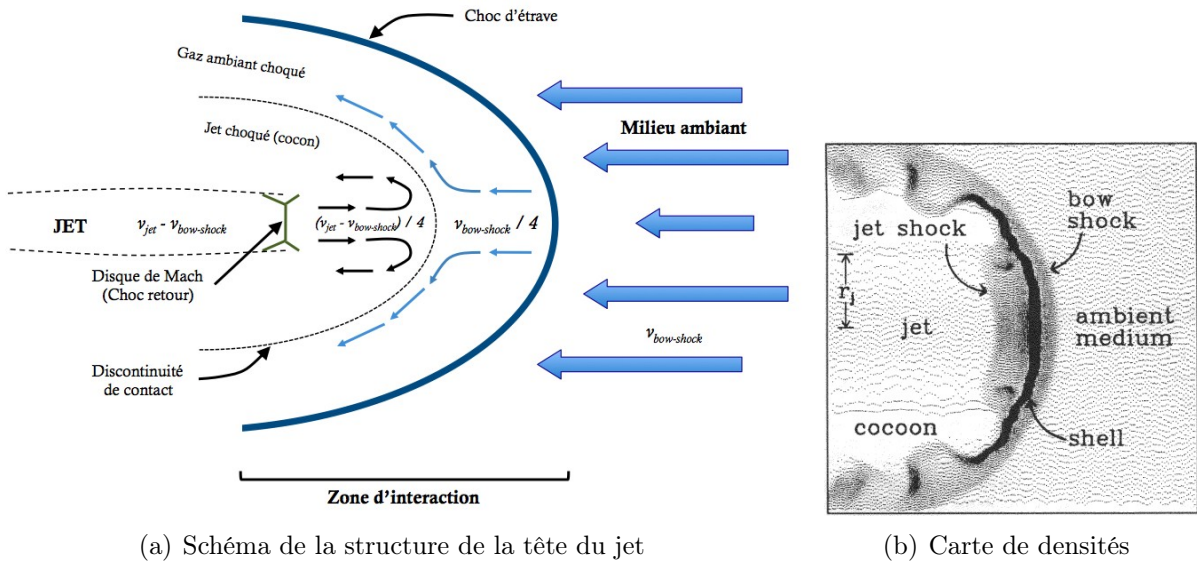 Choc d'étrave
Gaz ambiant choqué
Milieu ambiant
Jet choqué (cocon)
JET
v_jet - v_bow-shock
(v_jet - v_bow-shock) / 4
v_bow-shock / 4
Disque de Mach
(Choc retour)
v_bow-shock
Discontinuité
de contact
Zone d'interaction
(a) Schéma de la structure de la tête du jet
bow
shock
jet shock
r_j
jet
ambient
medium
cocoon
shell
(b) Carte de densités